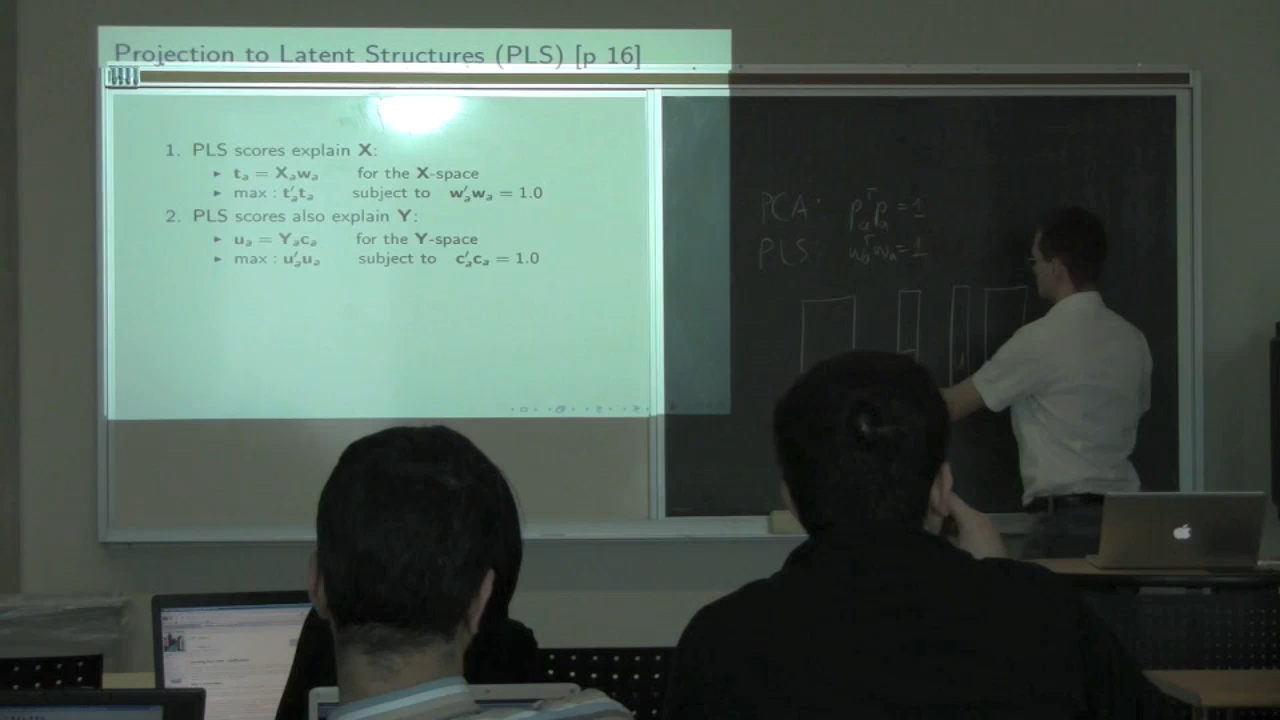 Projection to Latent Structures (PLS) [p 16]
1. PLS scores explain X:
▸ tₐ = Xₐwₐ for the X-space
▸ max : t′ₐtₐ subject to w′ₐwₐ = 1.0
2. PLS scores also explain Y:
▸ uₐ = Yₐcₐ for the Y-space
▸ max : u′ₐuₐ subject to c′ₐcₐ = 1.0
PCA: pₐᵀpₐ = 1
PLS: wₐᵀwₐ = 1